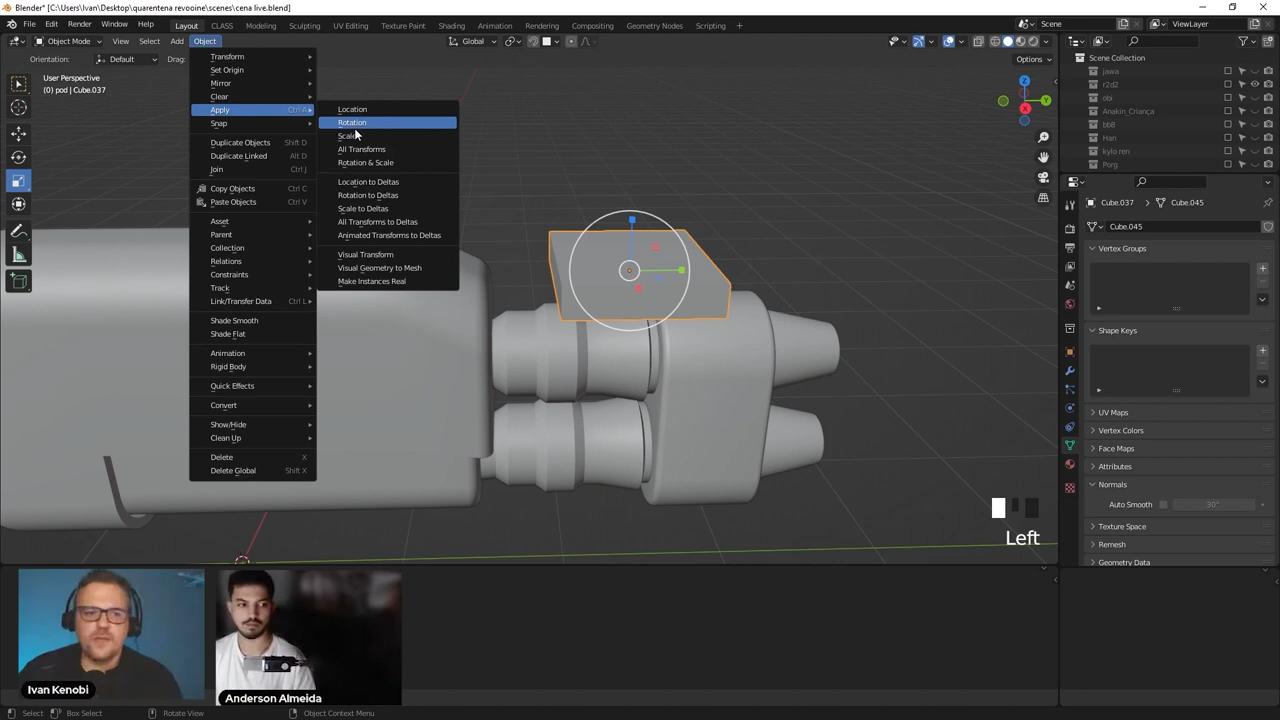 Blender* [C:\Users\Ivan\Desktop\quarentena revooine\scenes\cena live.blend]
File Edit Render Window Help Layout CLASS Modeling Sculpting UV Editing Texture Paint Shading Animation Rendering Compositing Geometry Nodes Scripting + Scene ViewLayer
Object Mode View Select Add Object Global Options
Orientation: Default Drag:
User Perspective
(0) pod | Cube.037
Transform
Set Origin
Mirror
Clear
Apply Ctrl A
Snap
Duplicate Objects Shift D
Duplicate Linked Alt D
Join Ctrl J
Copy Objects Ctrl C
Paste Objects Ctrl V
Asset
Parent
Collection
Relations
Constraints
Track
Link/Transfer Data Ctrl L
Shade Smooth
Shade Flat
Animation
Rigid Body
Quick Effects
Convert
Show/Hide
Clean Up
Delete X
Delete Global Shift X
Location
Rotation
Scale
All Transforms
Rotation & Scale
Location to Deltas
Rotation to Deltas
Scale to Deltas
All Transforms to Deltas
Animated Transforms to Deltas
Visual Transform
Visual Geometry to Mesh
Make Instances Real
Z
Y
X
Scene Collection
jawa
r2d2
obi
Anakin_Criança
bb8
Han
kylo ren
Porg
Cube.037 Cube.045
Cube.045
Vertex Groups
Shape Keys
UV Maps
Vertex Colors
Face Maps
Attributes
Normals
Auto Smooth 30°
Texture Space
Remesh
Geometry Data
Left
Ivan Kenobi
Anderson Almeida
Select Box Select Rotate View Object Context Menu